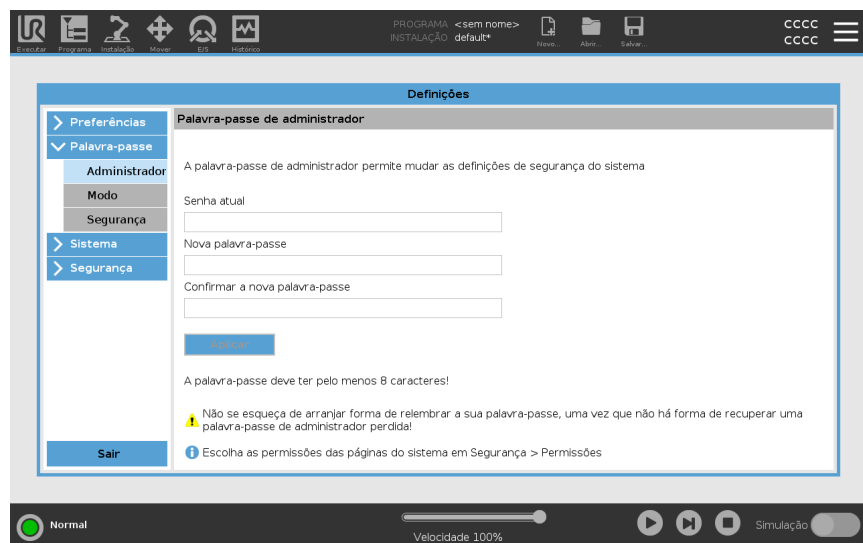 PROGRAMA <sem nome>
INSTALAÇÃO default*
cccc
cccc
Executar
Programa
Instalação
Mover
E/S
Histórico
Novo...
Abrir...
Salvar...
Definições
Preferências
Palavra-passe
Administrador
Modo
Segurança
Sistema
Segurança
Sair
Palavra-passe de administrador
A palavra-passe de administrador permite mudar as definições de segurança do sistema
Senha atual
Nova palavra-passe
Confirmar a nova palavra-passe
Aplicar
A palavra-passe deve ter pelo menos 8 caracteres!
Não se esqueça de arranjar forma de relembrar a sua palavra-passe, uma vez que não há forma de recuperar uma
palavra-passe de administrador perdida!
Escolha as permissões das páginas do sistema em Segurança > Permissões
Normal
Velocidade 100%
Simulação